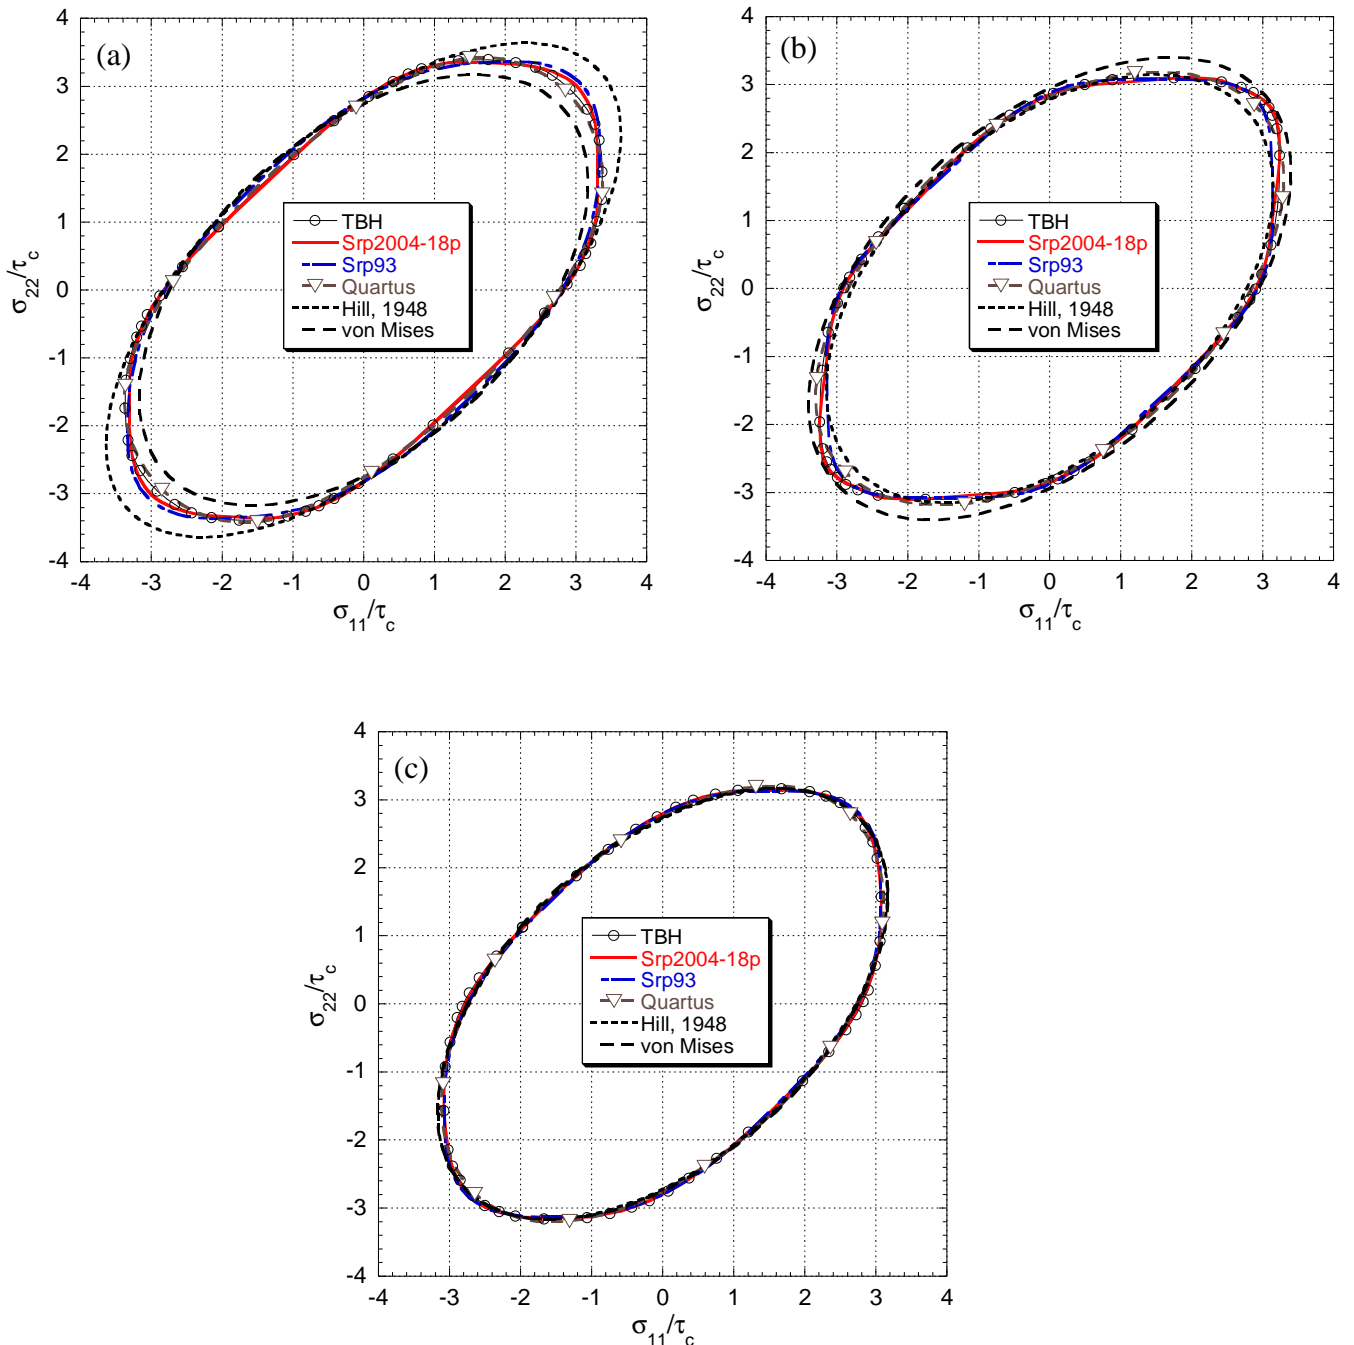 (a)
4
3
2
1
0
-1
-2
-3
-4
σ22/τc
TBH
Srp2004-18p
Srp93
Quartus
Hill, 1948
von Mises
-4 -3 -2 -1 0 1 2 3 4
σ11/τc
(b)
4
3
2
1
0
-1
-2
-3
-4
σ22/τc
TBH
Srp2004-18p
Srp93
Quartus
Hill, 1948
von Mises
-4 -3 -2 -1 0 1 2 3 4
σ11/τc
(c)
4
3
2
1
0
-1
-2
-3
-4
σ22/τc
TBH
Srp2004-18p
Srp93
Quartus
Hill, 1948
von Mises
-4 -3 -2 -1 0 1 2 3 4
σ11/τc